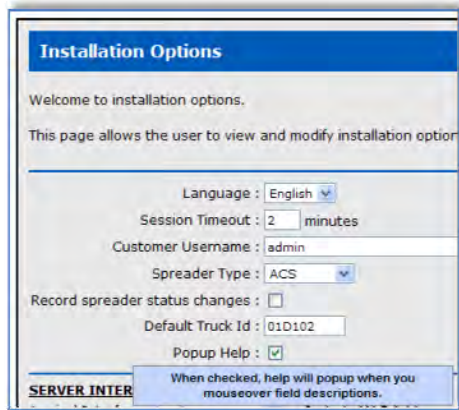 Installation Options
Welcome to installation options.
This page allows the user to view and modify installation option
Language : English
Session Timeout : 2 minutes
Customer Username : admin
Spreader Type : ACS
Record spreader status changes :
Default Truck Id : 01D102
Popup Help :
When checked, help will popup when you
SERVER INTER mouseover field descriptions.